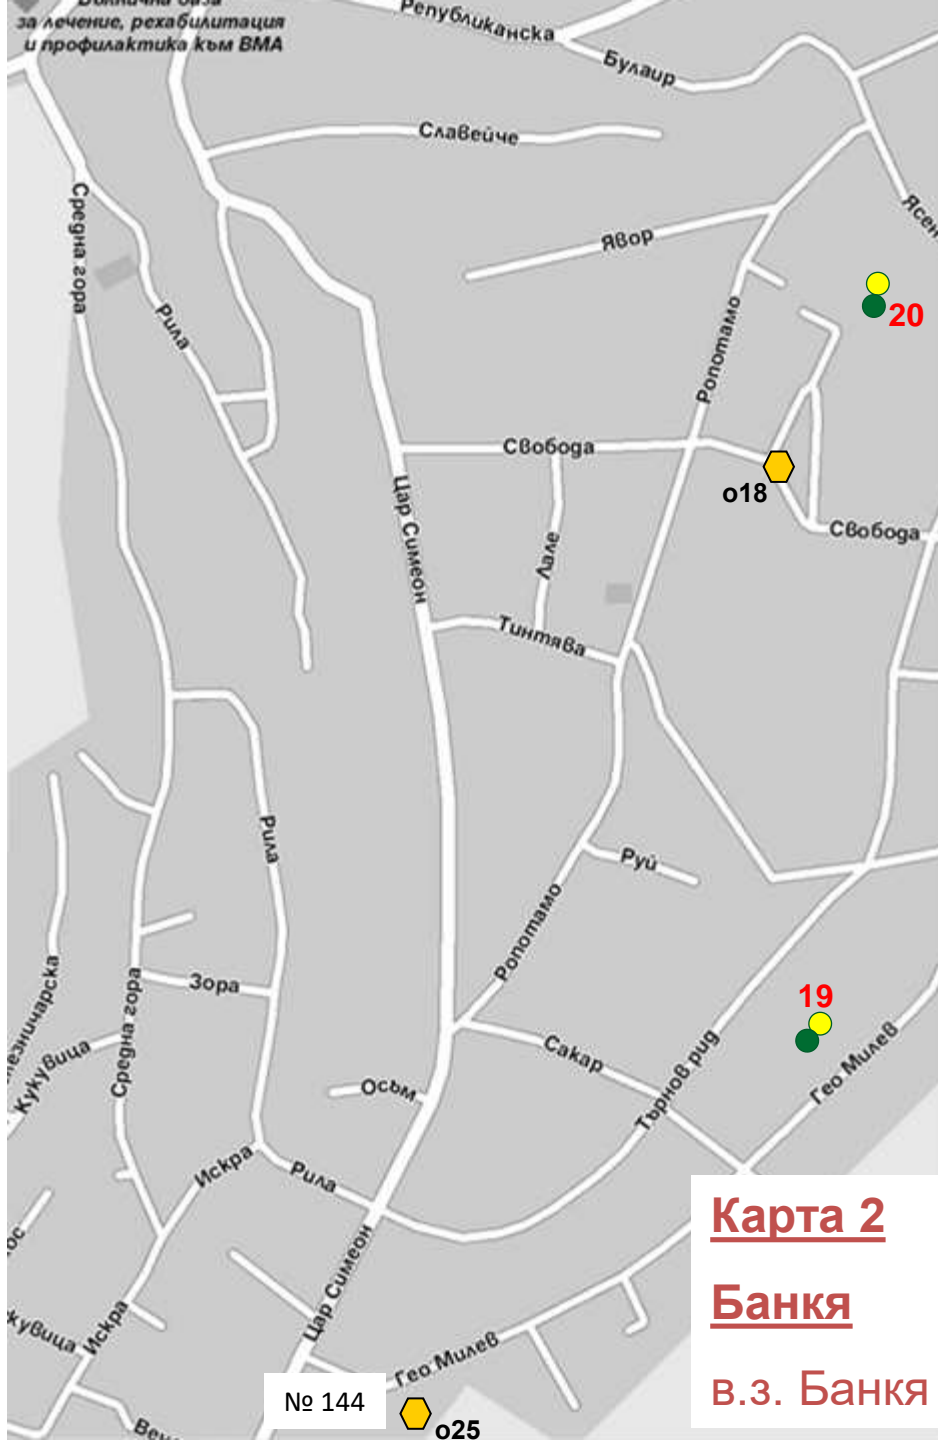 за лечение, рехабилитация
и профилактика към ВМА
Републиканска
Булаир
Славейче
Средна гора
Явор
Ясен
20
Рила
Ропотамо
Свобода
Цар Симеон
о18
Свобода
Лале
Тинтява
Рила
Руй
Ропотамо
Зора
Средна гора
Кукувица
19
Сакар
Търнов рид
Гео Милев
Осъм
Искра
Рила
Цар Симеон
Искра
Гео Милев
№ 144
о25
Карта 2
Банкя
в.з. Банкя